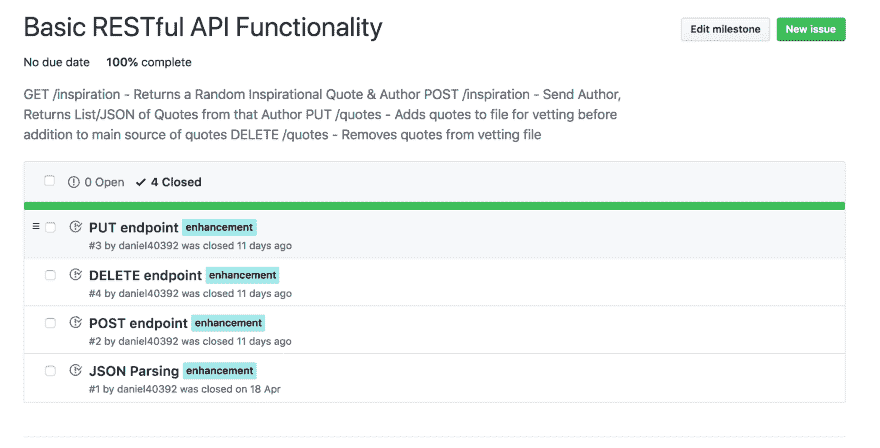 Basic RESTful API Functionality
Edit milestone
New issue
No due date 100% complete
GET /inspiration - Returns a Random Inspirational Quote & Author POST /inspiration - Send Author,
Returns List/JSON of Quotes from that Author PUT /quotes - Adds quotes to file for vetting before
addition to main source of quotes DELETE /quotes - Removes quotes from vetting file
0 Open 4 Closed
PUT endpoint enhancement
#3 by daniel40392 was closed 11 days ago
DELETE endpoint enhancement
#4 by daniel40392 was closed 11 days ago
POST endpoint enhancement
#2 by daniel40392 was closed 11 days ago
JSON Parsing enhancement
#1 by daniel40392 was closed on 18 Apr